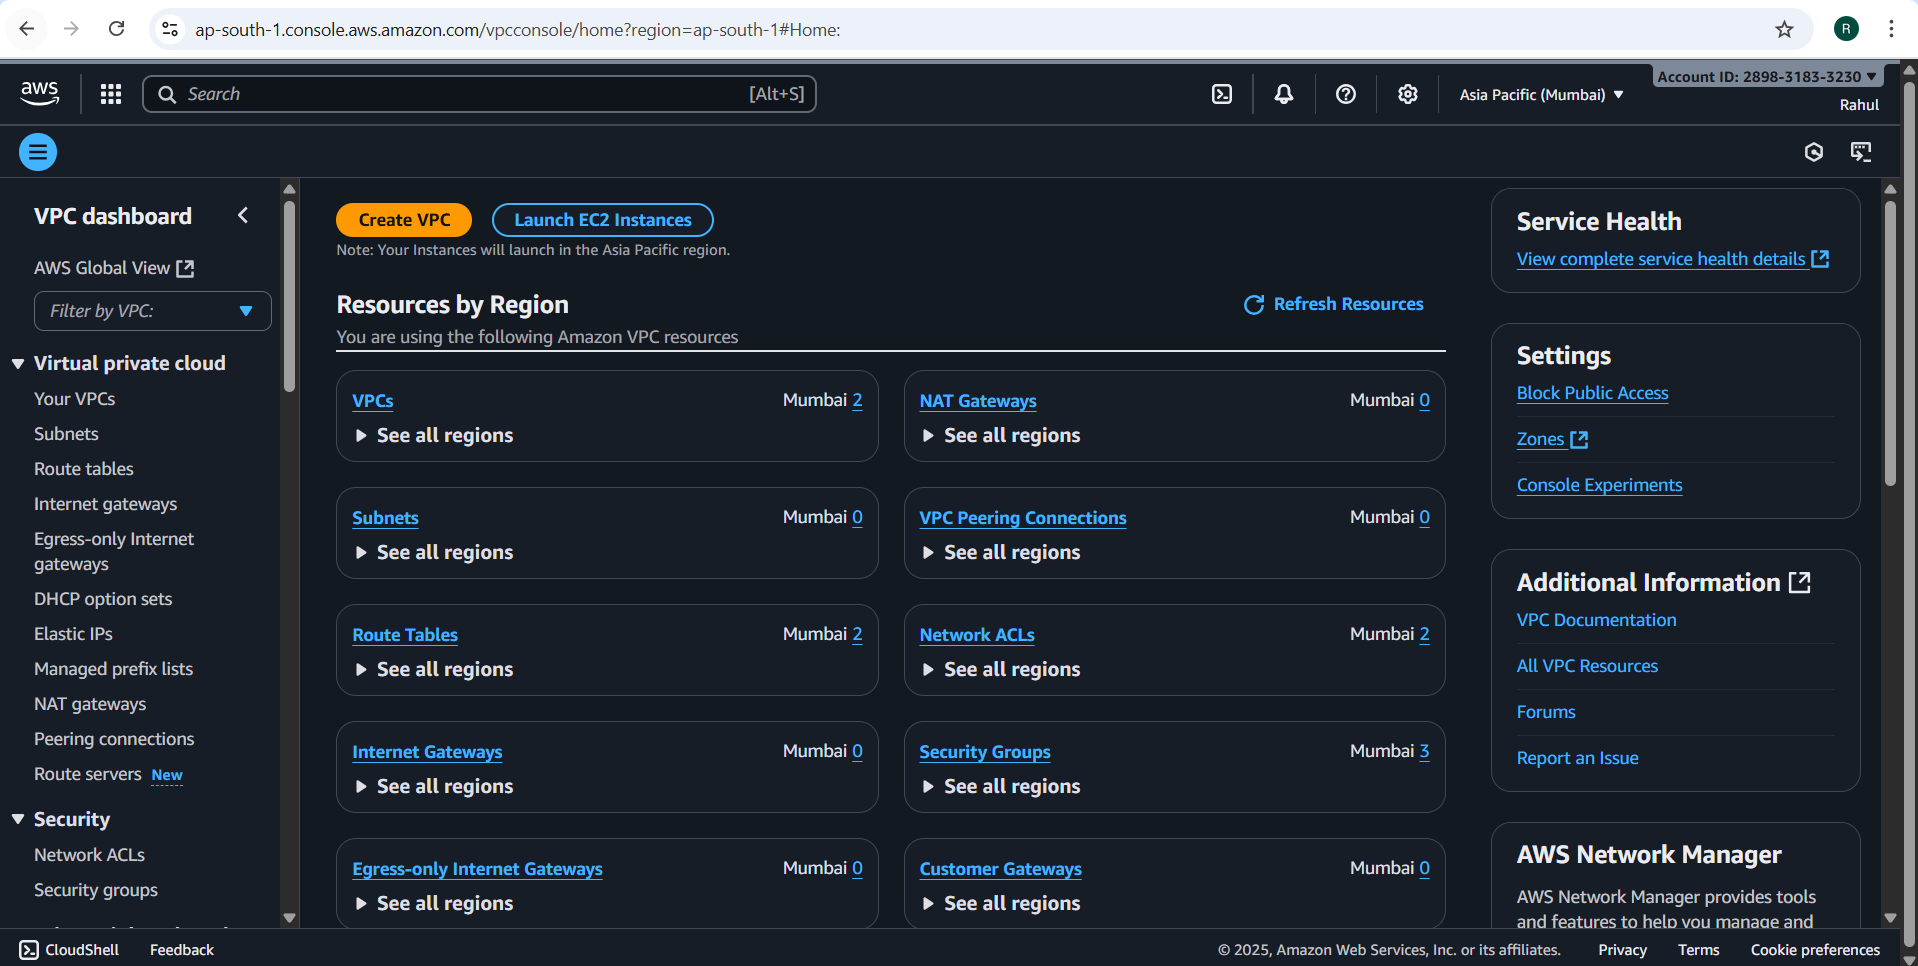 ap-south-1.console.aws.amazon.com/vpcconsole/home?region=ap-south-1#Home:
R
aws
Search
[Alt+S]
Asia Pacific (Mumbai)
Account ID: 2898-3183-3230
Rahul
VPC dashboard
AWS Global View
Filter by VPC:
Virtual private cloud
Your VPCs
Subnets
Route tables
Internet gateways
Egress-only Internet
gateways
DHCP option sets
Elastic IPs
Managed prefix lists
NAT gateways
Peering connections
Route servers New
Security
Network ACLs
Security groups
Create VPC
Launch EC2 Instances
Note: Your Instances will launch in the Asia Pacific region.
Resources by Region
Refresh Resources
You are using the following Amazon VPC resources
VPCs Mumbai 2
See all regions
NAT Gateways Mumbai 0
See all regions
Subnets Mumbai 0
See all regions
VPC Peering Connections Mumbai 0
See all regions
Route Tables Mumbai 2
See all regions
Network ACLs Mumbai 2
See all regions
Internet Gateways Mumbai 0
See all regions
Security Groups Mumbai 3
See all regions
Egress-only Internet Gateways Mumbai 0
See all regions
Customer Gateways Mumbai 0
See all regions
Service Health
View complete service health details
Settings
Block Public Access
Zones
Console Experiments
Additional Information
VPC Documentation
All VPC Resources
Forums
Report an Issue
AWS Network Manager
AWS Network Manager provides tools
and features to help you manage and
CloudShell
Feedback
© 2025, Amazon Web Services, Inc. or its affiliates.
Privacy
Terms
Cookie preferences